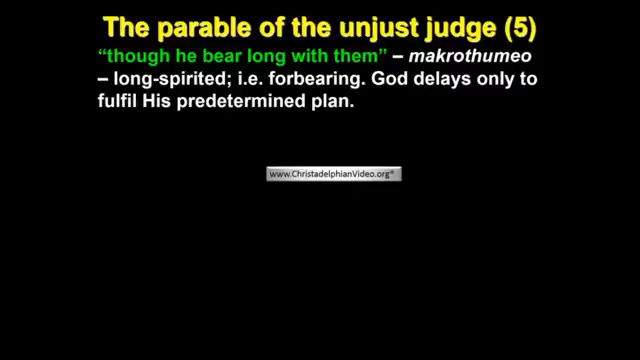 The parable of the unjust judge (5)
“though he bear long with them” – makrothumeo
– long-spirited; i.e. forbearing. God delays only to
fulfil His predetermined plan.
www.ChristadelphianVideo.org®